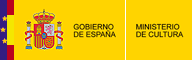 GOBIERNO
DE ESPAÑA
MINISTERIO
DE CULTURA